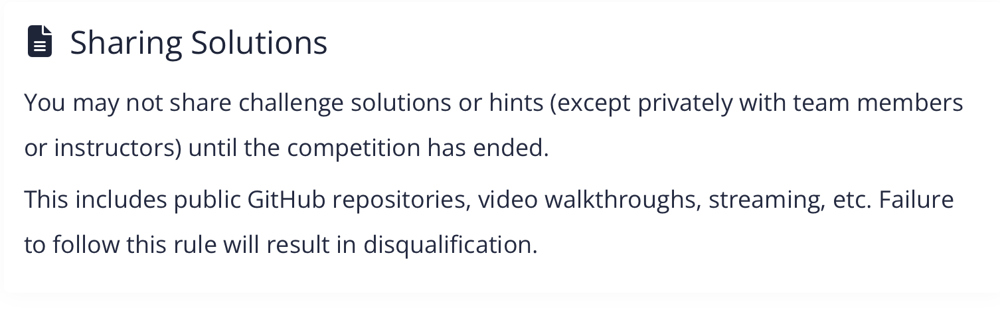 Sharing Solutions
You may not share challenge solutions or hints (except privately with team members
or instructors) until the competition has ended.
This includes public GitHub repositories, video walkthroughs, streaming, etc. Failure
to follow this rule will result in disqualification.